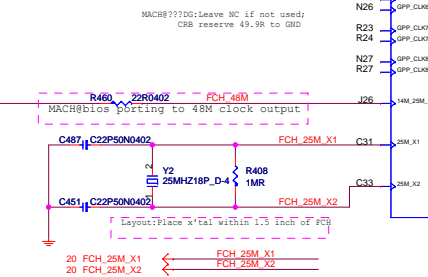 MACH@???DG:Leave NC if not used;
CRB reserve 49.9R to GND
N26 GPP_CLK6
R23 GPP_CLK7
R24 GPP_CLK7
N27 GPP_CLK8
R27 GPP_CLK8
R460 22R0402 FCH_48M J26 14M_25M_
MACH@bios porting to 48M clock output
C487 C22P50N0402 FCH_25M_X1 C31 25M_X1
Y2 R408
25MHZ18P_D-4 1MR
1
2
C451 C22P50N0402 FCH_25M_X2 C33 25M_X2
Layout:Place x'tal within 1.5 inch of FCH
20 FCH_25M_X1 FCH_25M_X1
20 FCH_25M_X2 FCH_25M_X2